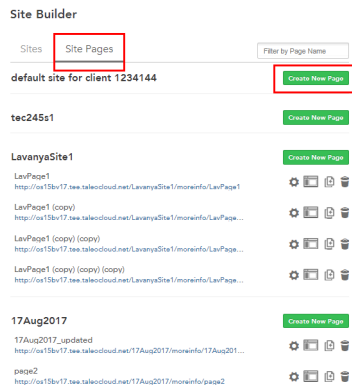 Site Builder
Sites Site Pages Filter by Page Name
default site for client 1234144 Create New Page
tec245s1 Create New Page
LavanyaSite1 Create New Page
LavPage1
http://os15bv17.tee.taleocloud.net/LavanyaSite1/moreinfo/LavPage1
LavPage1 (copy)
http://os15bv17.tee.taleocloud.net/LavanyaSite1/moreinfo/LavPage...
LavPage1 (copy) (copy)
http://os15bv17.tee.taleocloud.net/LavanyaSite1/moreinfo/LavPage...
LavPage1 (copy) (copy) (copy)
http://os15bv17.tee.taleocloud.net/LavanyaSite1/moreinfo/LavPage...
17Aug2017 Create New Page
17Aug2017_updated
http://os15bv17.tee.taleocloud.net/17Aug2017/moreinfo/17Aug201...
page2
http://os15bv17.tee.taleocloud.net/17Aug2017/moreinfo/page2